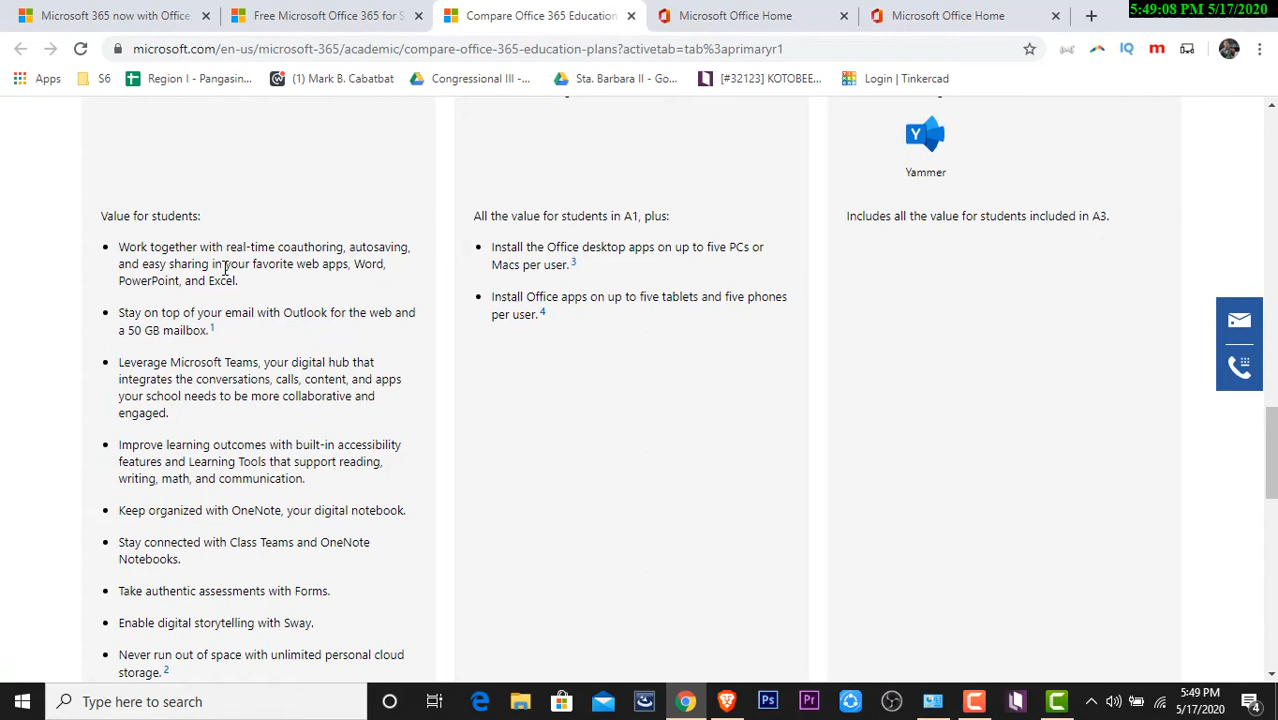 Microsoft 365 now with Office
Free Microsoft Office 365 for S
Compare Office 365 Education
Microsoft Office Home
Microsoft Office Home
5:49:08 PM 5/17/2020
microsoft.com/en-us/microsoft-365/academic/compare-office-365-education-plans?activetab=tab%3aprimaryr1
Apps
S6
Region I - Pangasin...
(1) Mark B. Cabatbat
Congressional III -...
Sta. Barbara II - Go...
[#32123] KOTOBEE...
Login | Tinkercad
Yammer
Value for students:
Work together with real-time coauthoring, autosaving,
and easy sharing in your favorite web apps, Word,
PowerPoint, and Excel.
Stay on top of your email with Outlook for the web and
a 50 GB mailbox. 1
Leverage Microsoft Teams, your digital hub that
integrates the conversations, calls, content, and apps
your school needs to be more collaborative and
engaged.
Improve learning outcomes with built-in accessibility
features and Learning Tools that support reading,
writing, math, and communication.
Keep organized with OneNote, your digital notebook.
Stay connected with Class Teams and OneNote
Notebooks.
Take authentic assessments with Forms.
Enable digital storytelling with Sway.
Never run out of space with unlimited personal cloud
storage. 2
All the value for students in A1, plus:
Install the Office desktop apps on up to five PCs or
Macs per user. 3
Install Office apps on up to five tablets and five phones
per user. 4
Includes all the value for students included in A3.
Type here to search
5:49 PM
5/17/2020
4